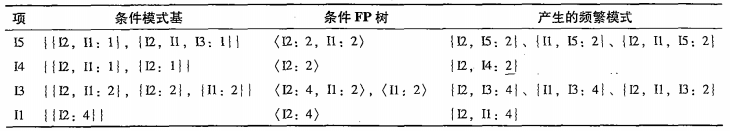 项 条件模式基 条件 FP 树 产生的频繁模式
I5 {{I2, I1: 1}, {I2, I1, I3: 1}} 〈I2: 2, I1: 2〉 {I2, I5: 2}、{I1, I5: 2}、{I2, I1, I5: 2}
I4 {{I2, I1: 1}, {I2: 1}} 〈I2: 2〉 {I2, I4: 2}
I3 {{I2, I1: 2}, {I2: 2}, {I1: 2}} 〈I2: 4, I1: 2〉, 〈I1: 2〉 {I2, I3: 4}、{I1, I3: 4}、{I2, I1, I3: 2}
I1 {{I2: 4}} 〈I2: 4〉 {I2, I1: 4}